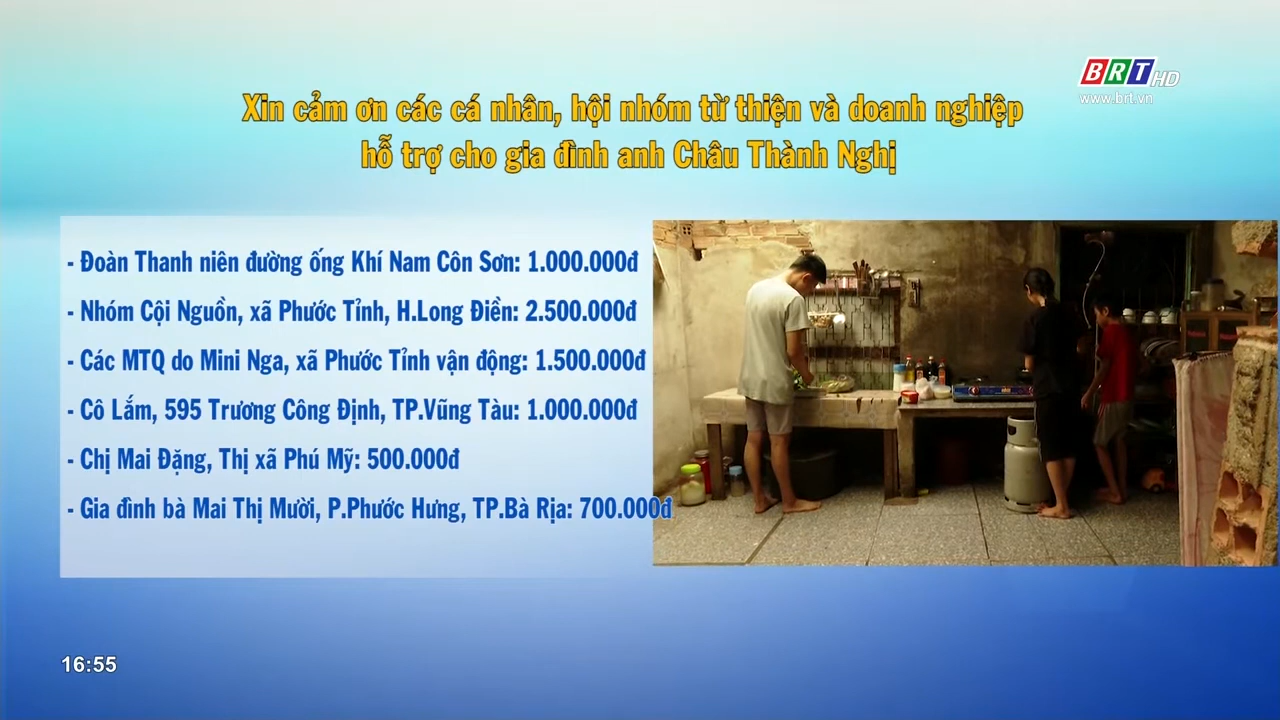 BRT HD
www.brt.vn
Xin cảm ơn các cá nhân, hội nhóm từ thiện và doanh nghiệp
hỗ trợ cho gia đình anh Châu Thành Nghị
- Đoàn Thanh niên đường ống Khí Nam Côn Sơn: 1.000.000đ
- Nhóm Cội Nguồn, xã Phước Tỉnh, H.Long Điền: 2.500.000đ
- Các MTQ do Mini Nga, xã Phước Tỉnh vận động: 1.500.000đ
- Cô Lắm, 595 Trương Công Định, TP.Vũng Tàu: 1.000.000đ
- Chị Mai Đặng, Thị xã Phú Mỹ: 500.000đ
- Gia đình bà Mai Thị Mười, P.Phước Hưng, TP.Bà Rịa: 700.000đ
16:55